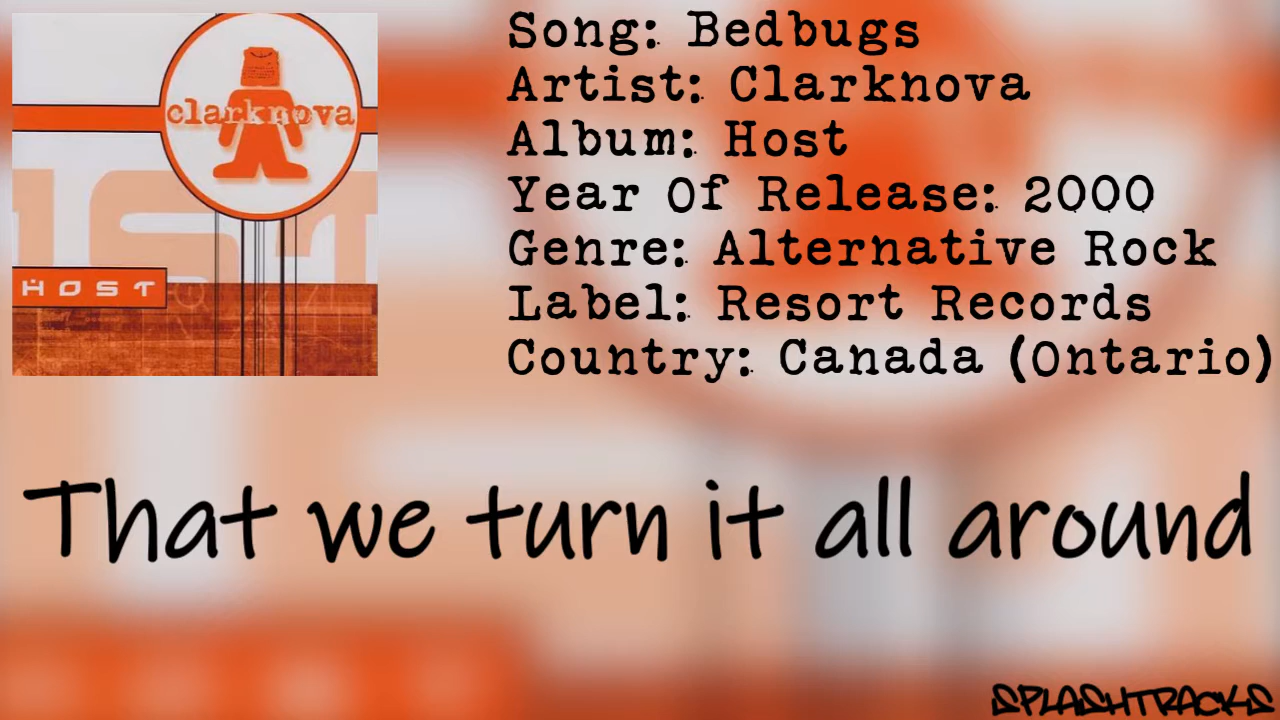 clarknova
HOST
Song: Bedbugs
Artist: Clarknova
Album: Host
Year Of Release: 2000
Genre: Alternative Rock
Label: Resort Records
Country: Canada (Ontario)
That we turn it all around
SPLASHTRACKS